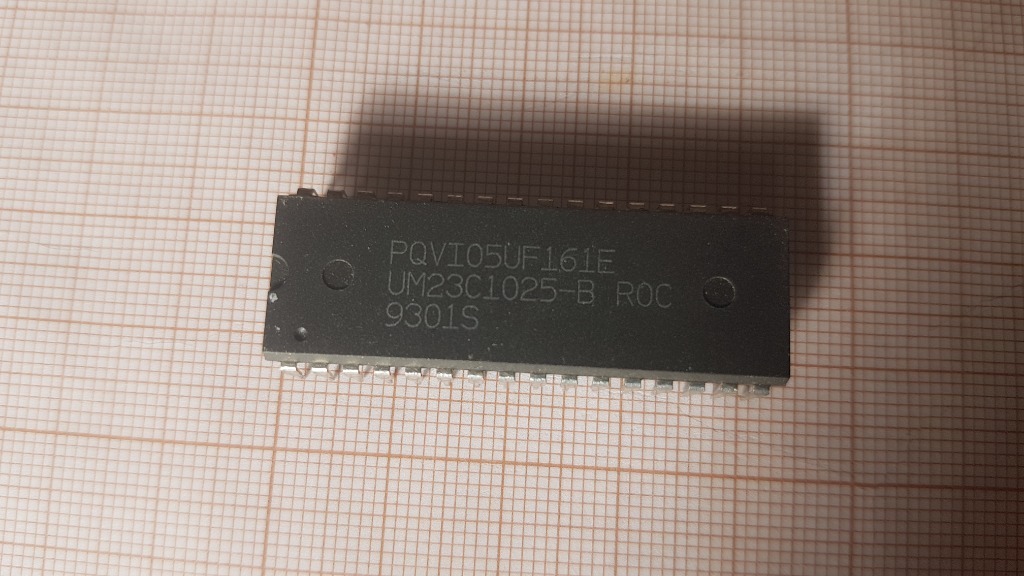 PQVI05UF161E
UM23C1025-B ROC
9301S